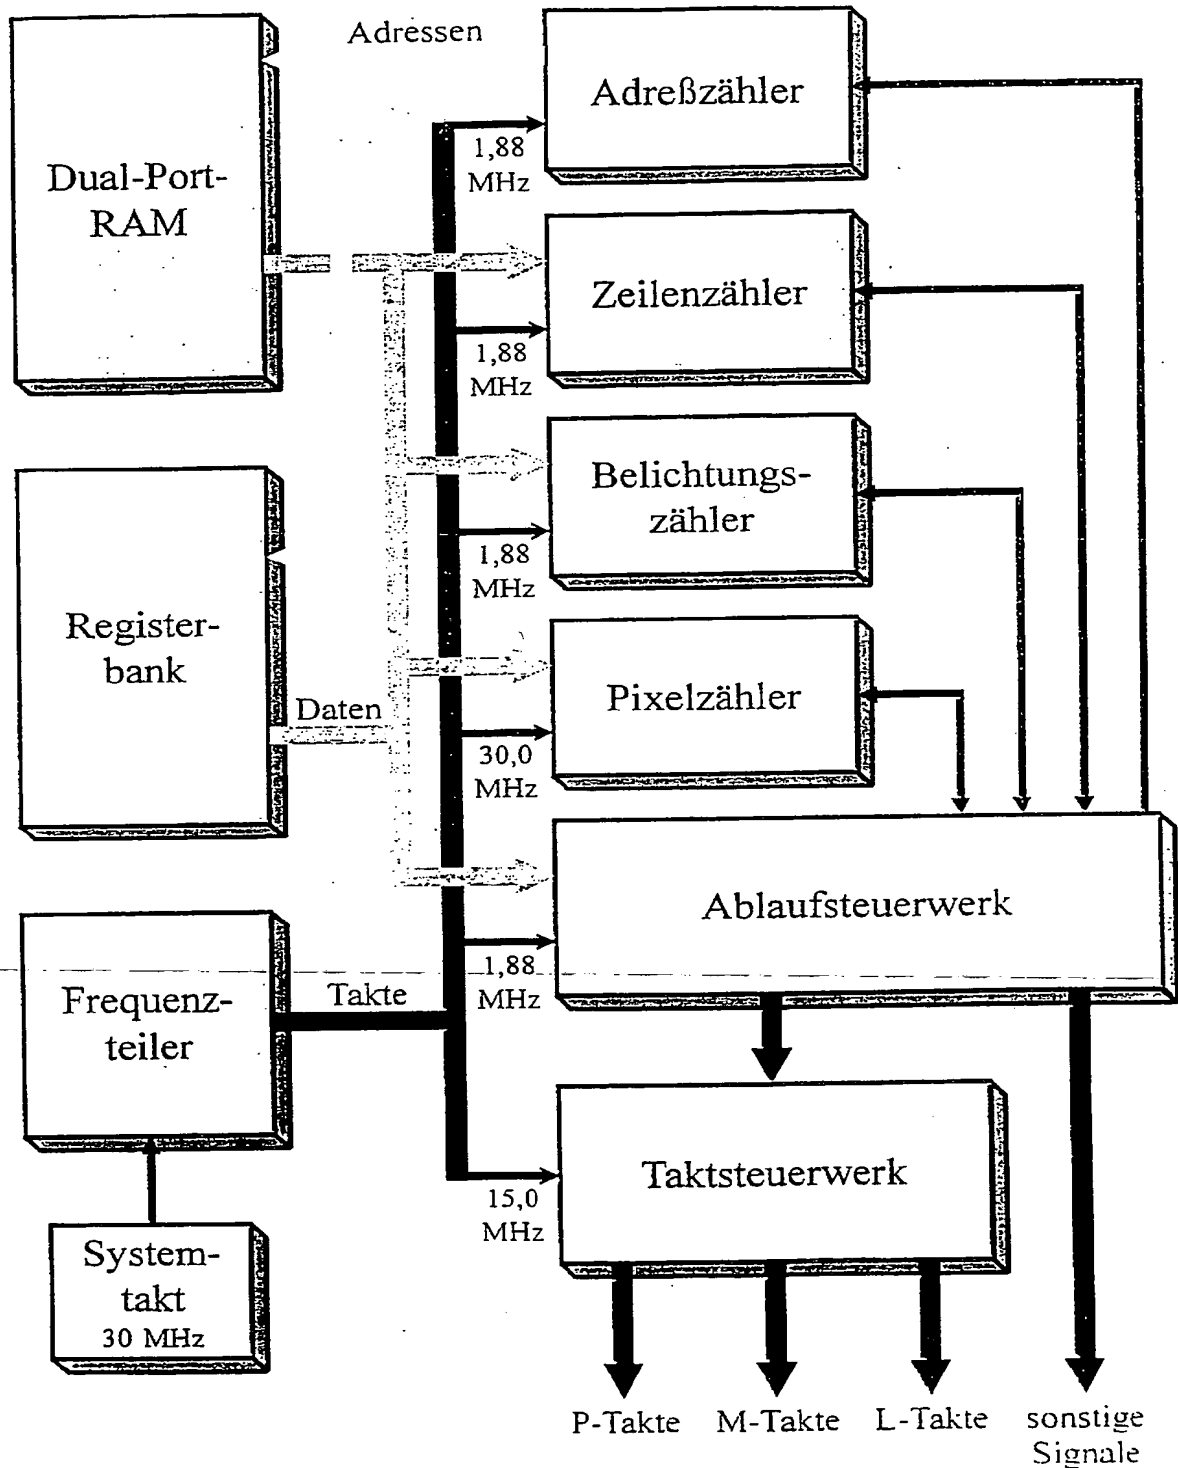 Adressen
Dual-Port-
RAM
Adreßzähler
1,88
MHz
Zeilenzähler
1,88
MHz
Belichtungs-
zähler
1,88
MHz
Register-
bank
Daten
Pixelzähler
30,0
MHz
Ablaufsteuerwerk
1,88
MHz
Frequenz-
teiler
Takte
Taktsteuerwerk
15,0
MHz
System-
takt
30 MHz
P-Takte
M-Takte
L-Takte
sonstige
Signale